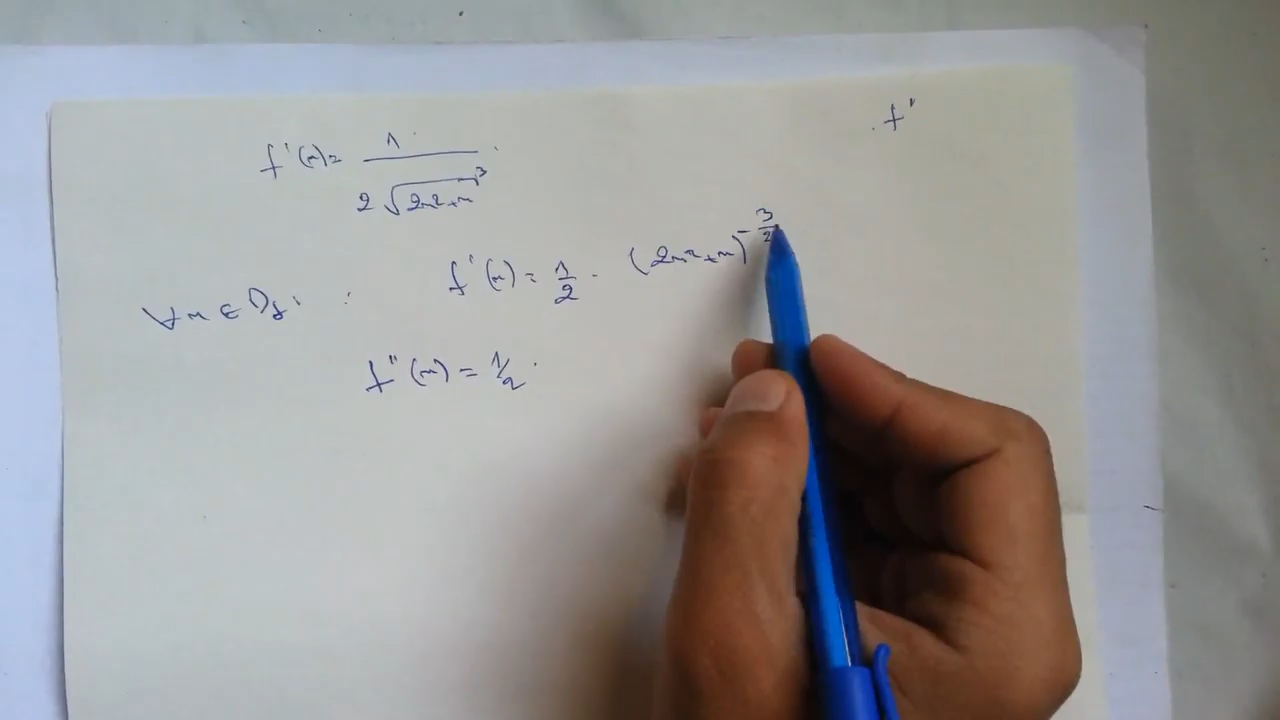 . f"
f'(x) = 1 / 2√(2x²+x)³
f'(x) = 1/2 · (2x²+x)^-3/2
∀x ∈ Df' :
f"(x) = 1/2 ·